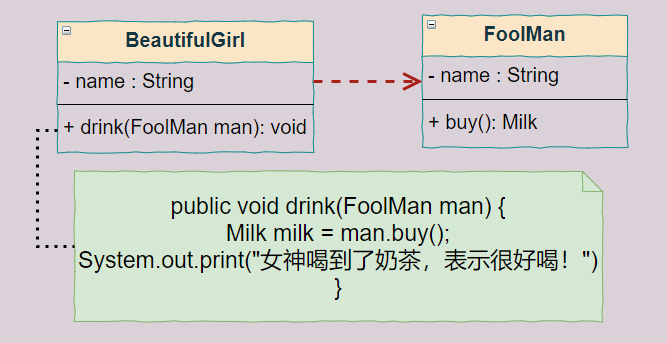 BeautifulGirl
- name : String
+ drink(FoolMan man): void
FoolMan
- name : String
+ buy(): Milk
public void drink(FoolMan man) {
Milk milk = man.buy();
System.out.print("女神喝到了奶茶，表示很好喝！")
}